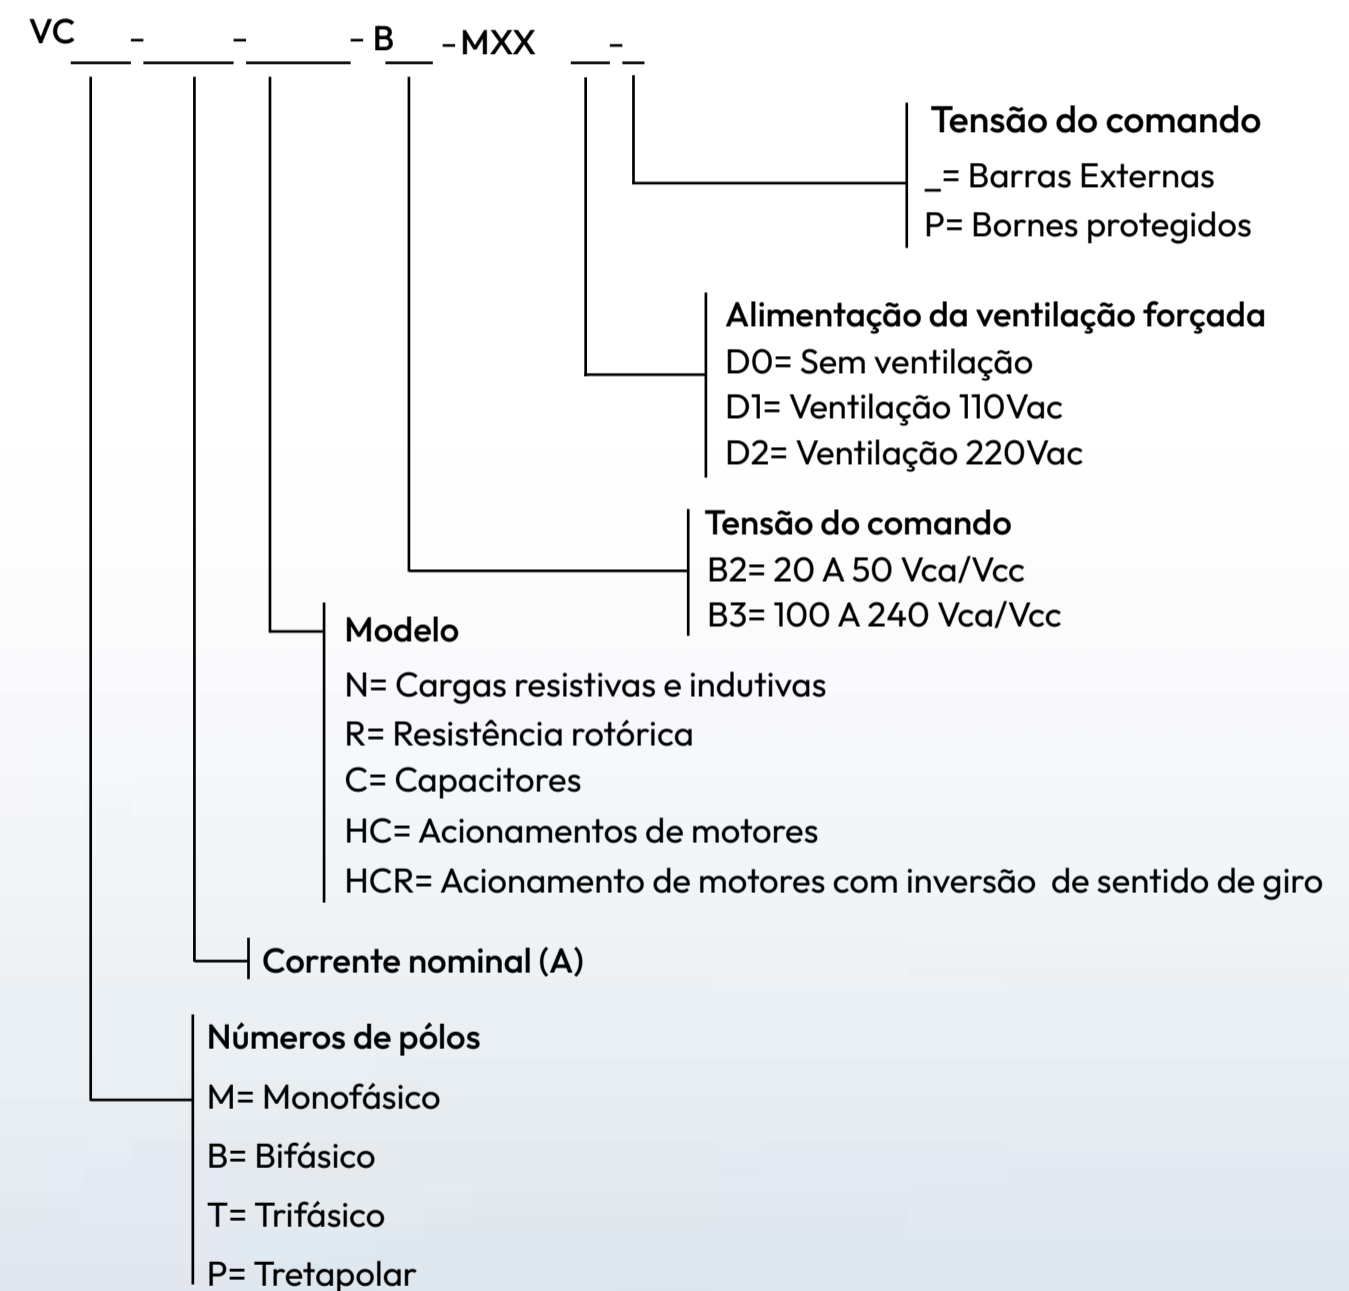 VC__-____-____-B__-MXX __-_
Tensão do comando
_= Barras Externas
P= Bornes protegidos
Alimentação da ventilação forçada
D0= Sem ventilação
D1= Ventilação 110Vac
D2= Ventilação 220Vac
Tensão do comando
B2= 20 A 50 Vca/Vcc
B3= 100 A 240 Vca/Vcc
Modelo
N= Cargas resistivas e indutivas
R= Resistência rotórica
C= Capacitores
HC= Acionamentos de motores
HCR= Acionamento de motores com inversão de sentido de giro
Corrente nominal (A)
Números de pólos
M= Monofásico
B= Bifásico
T= Trifásico
P= Tretapolar